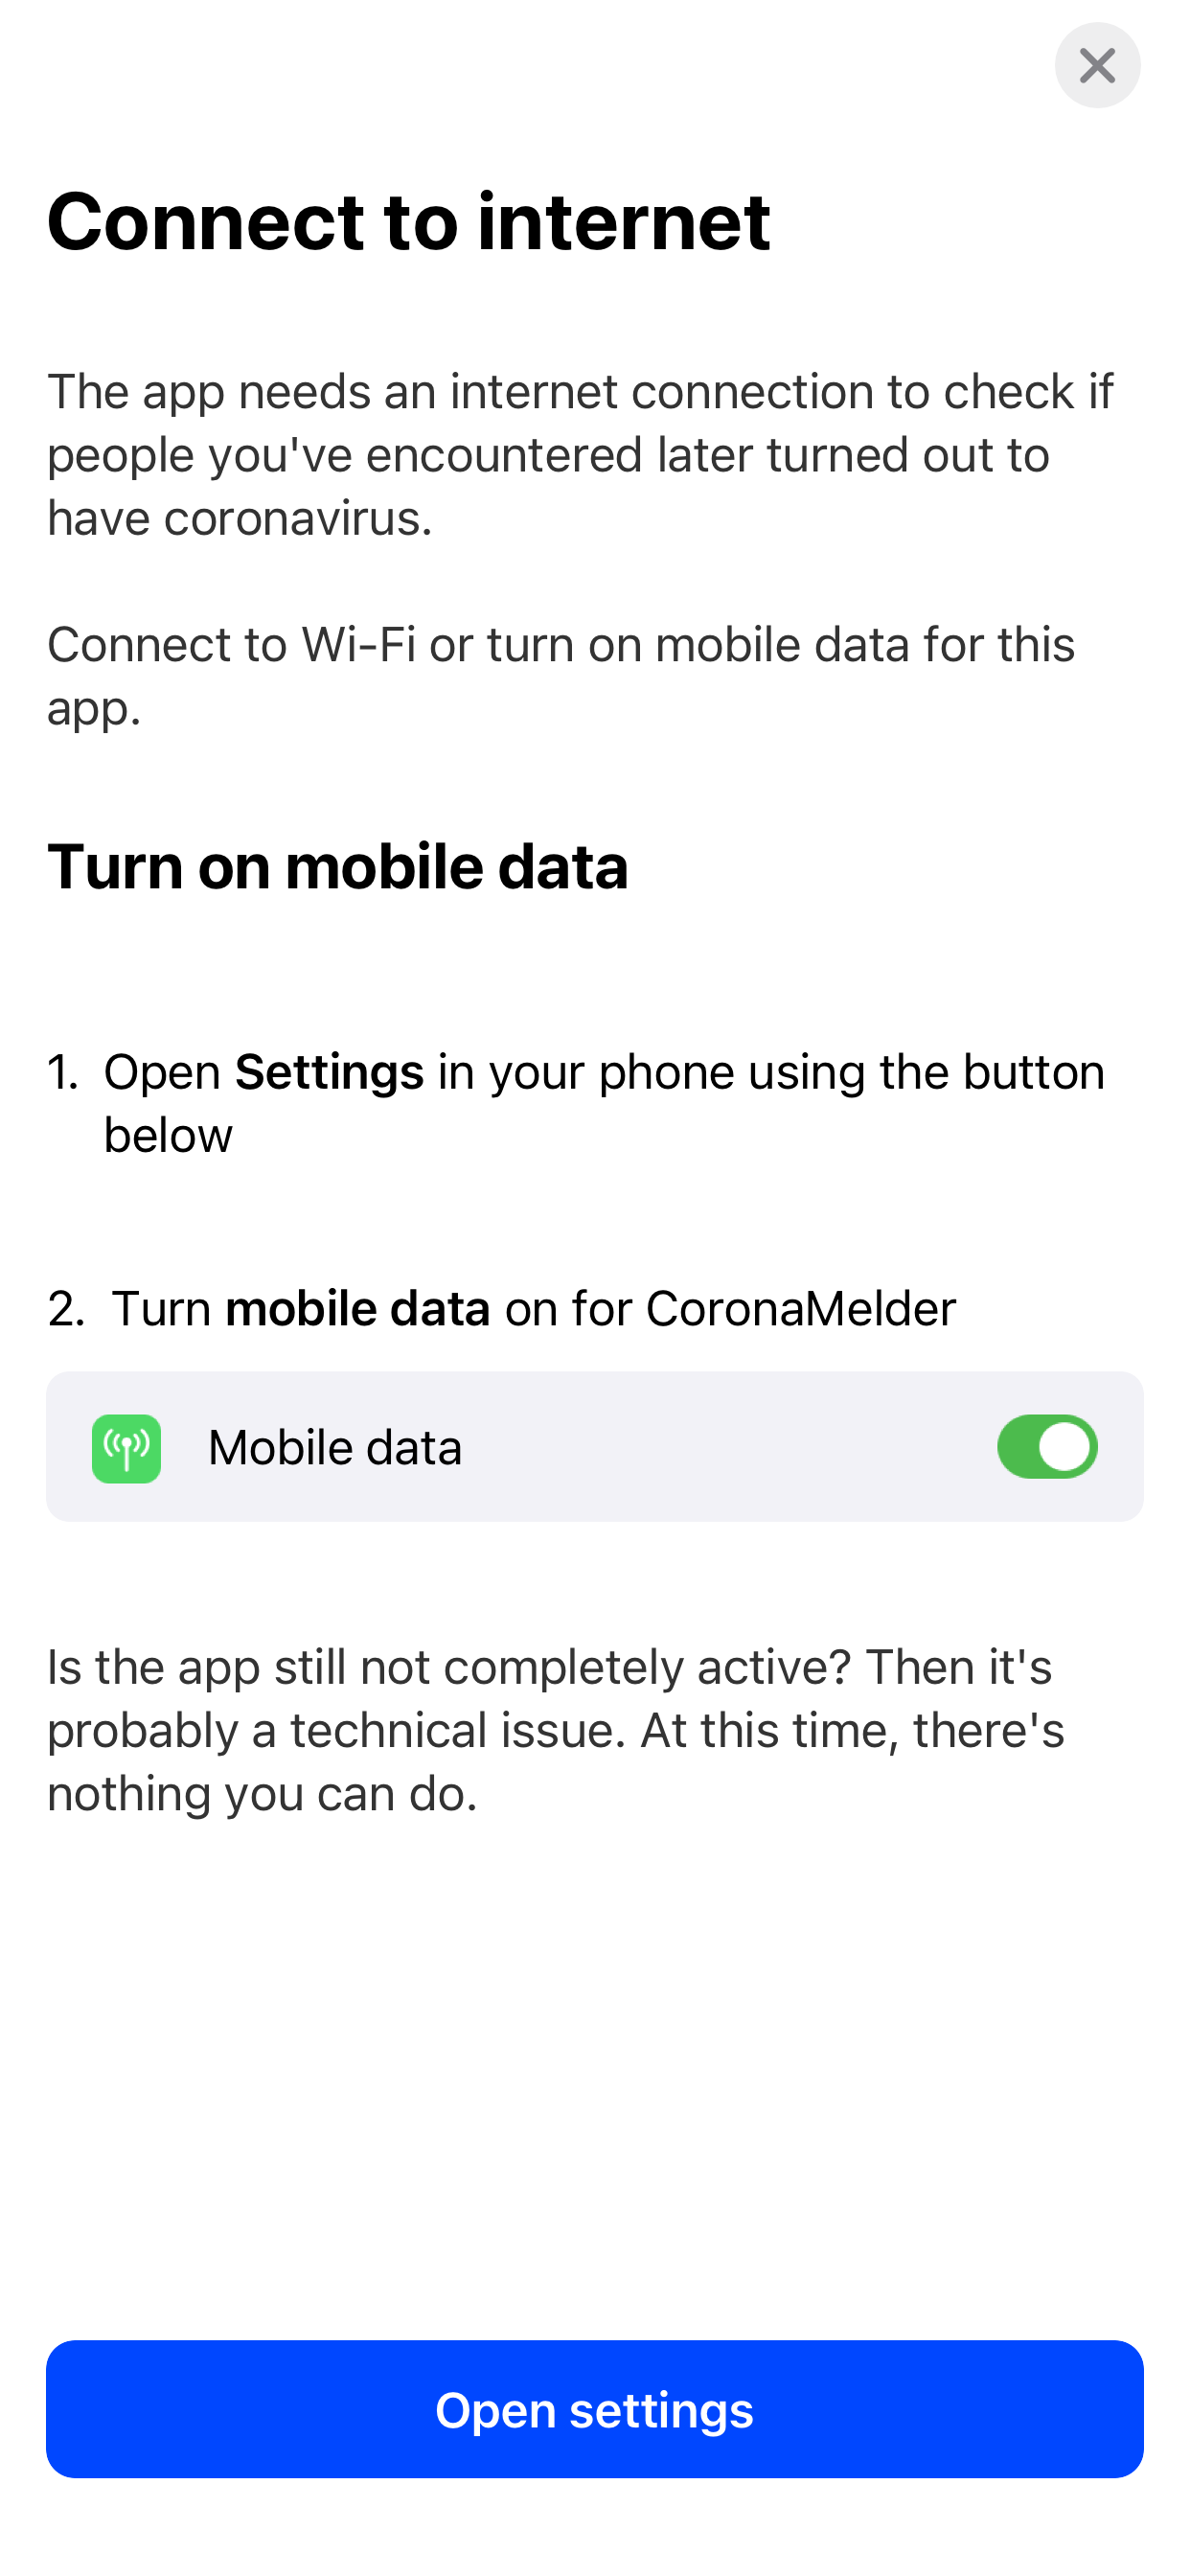 Connect to internet
The app needs an internet connection to check if
people you've encountered later turned out to
have coronavirus.
Connect to Wi-Fi or turn on mobile data for this
app.
Turn on mobile data
1. Open Settings in your phone using the button
below
2. Turn mobile data on for CoronaMelder
Mobile data
Is the app still not completely active? Then it's
probably a technical issue. At this time, there's
nothing you can do.
Open settings